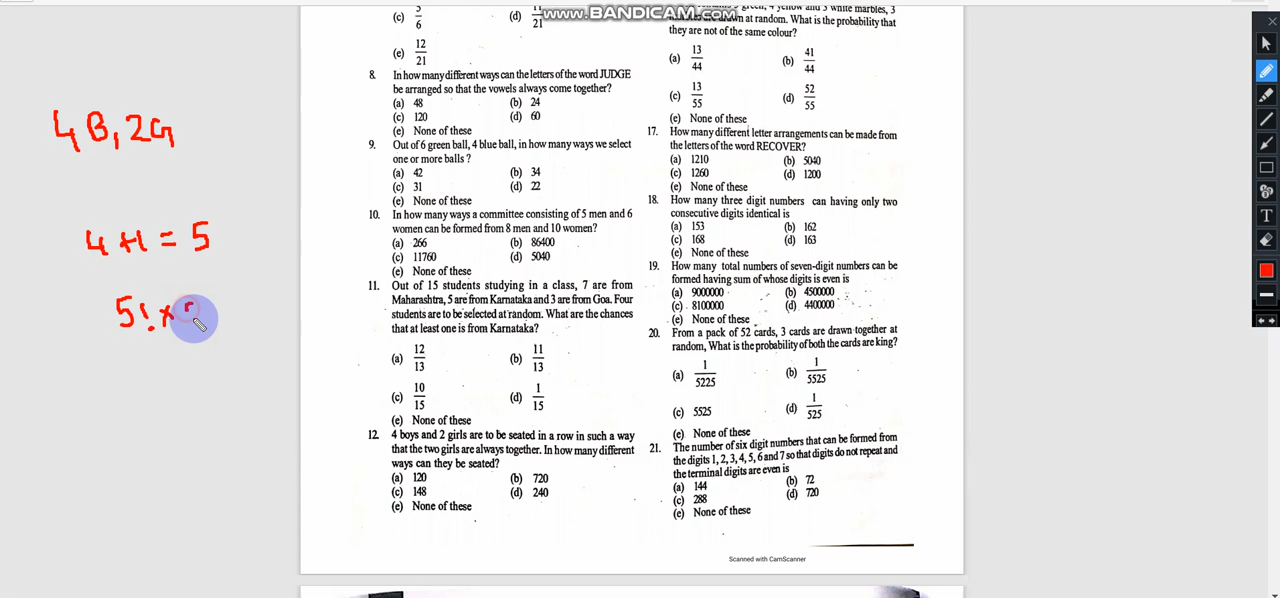 www.BANDICAM.com
4 B, 2G
4 + 1 = 5
5! ×
(c) 5/6 (d) 11/21
(e) 12/21
8. In how many different ways can the letters of the word JUDGE
be arranged so that the vowels always come together?
(a) 48 (b) 24
(c) 120 (d) 60
(e) None of these
9. Out of 6 green ball, 4 blue ball, in how many ways we select
one or more balls ?
(a) 42 (b) 34
(c) 31 (d) 22
(e) None of these
10. In how many ways a committee consisting of 5 men and 6
women can be formed from 8 men and 10 women?
(a) 266 (b) 86400
(c) 11760 (d) 5040
(e) None of these
11. Out of 15 students studying in a class, 7 are from
Maharashtra, 5 are from Karnataka and 3 are from Goa. Four
students are to be selected at random. What are the chances
that at least one is from Karnataka?
(a) 12/13 (b) 11/13
(c) 10/15 (d) 1/15
(e) None of these
12. 4 boys and 2 girls are to be seated in a row in such a way
that the two girls are always together. In how many different
ways can they be seated?
(a) 120 (b) 720
(c) 148 (d) 240
(e) None of these
green, 4 yellow and 3 white marbles, 3
drawn at random. What is the probability that
they are not of the same colour?
(a) 13/44 (b) 41/44
(c) 13/55 (d) 52/55
(e) None of these
17. How many different letter arrangements can be made from
the letters of the word RECOVER?
(a) 1210 (b) 5040
(c) 1260 (d) 1200
(e) None of these
18. How many three digit numbers can having only two
consecutive digits identical is
(a) 153 (b) 162
(c) 168 (d) 163
(e) None of these
19. How many total numbers of seven-digit numbers can be
formed having sum of whose digits is even is
(a) 9000000 (b) 4500000
(c) 8100000 (d) 4400000
(e) None of these
20. From a pack of 52 cards, 3 cards are drawn together at
random, What is the probability of both the cards are king?
(a) 1/5225 (b) 1/5525
(c) 5525 (d) 1/525
(e) None of these
21. The number of six digit numbers that can be formed from
the digits 1, 2, 3, 4, 5, 6 and 7 so that digits do not repeat and
the terminal digits are even is
(a) 144 (b) 72
(c) 288 (d) 720
(e) None of these
Scanned with CamScanner